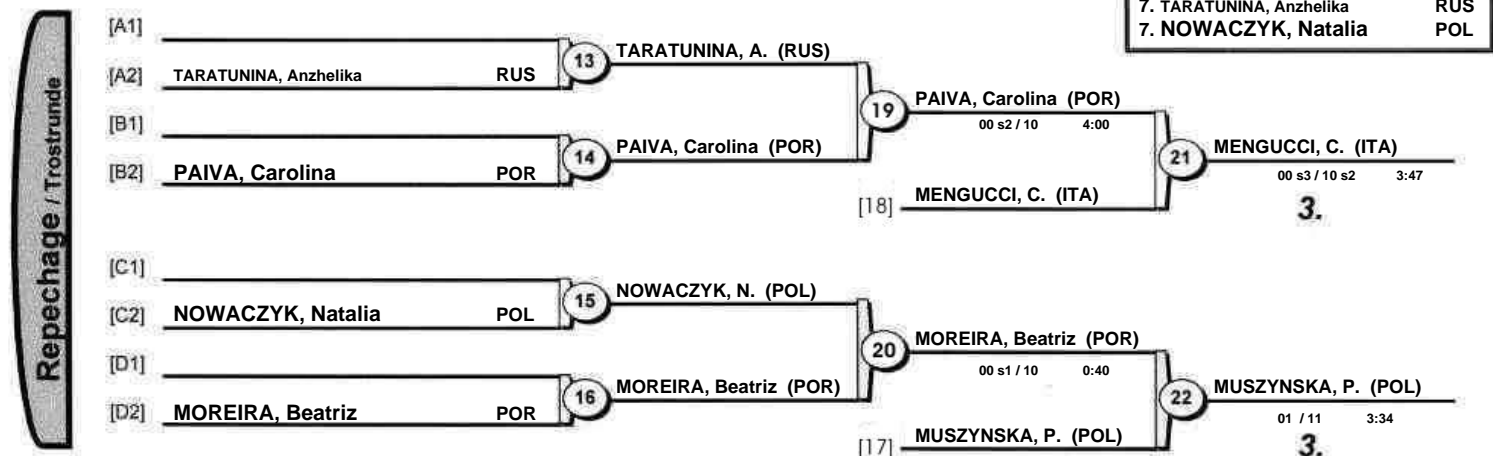 7. TARATUNINA, Anzhelika RUS
7. NOWACZYK, Natalia POL
Repechage / Trostrunde
[A1]
[A2] TARATUNINA, Anzhelika RUS
13
TARATUNINA, A. (RUS)
[B1]
[B2] PAIVA, Carolina POR
14
PAIVA, Carolina (POR)
19
PAIVA, Carolina (POR)
00 s2 / 10 4:00
[18] MENGUCCI, C. (ITA)
21
MENGUCCI, C. (ITA)
00 s3 / 10 s2 3:47
3.
[C1]
[C2] NOWACZYK, Natalia POL
15
NOWACZYK, N. (POL)
[D1]
[D2] MOREIRA, Beatriz POR
16
MOREIRA, Beatriz (POR)
20
MOREIRA, Beatriz (POR)
00 s1 / 10 0:40
[17] MUSZYNSKA, P. (POL)
22
MUSZYNSKA, P. (POL)
01 / 11 3:34
3.